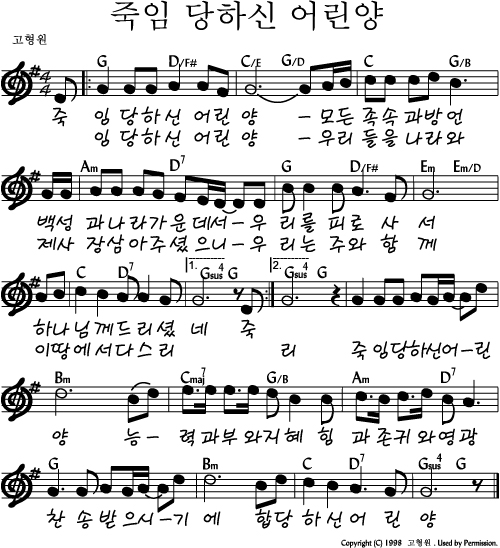 죽임 당하신 어린양
고형원
G D/F# C/E G/D C G/B
죽 임 당하신 어린 양 - 모든 족속 과방언
임 당하신 어린 양 - 우리 들을 나라와
Am D7 G D/F# Em Em/D
백성 과나라가운데서-우 리를 피로 사 서
제사 장삼아주셨으니-우 리는 주와 함 께
C D7 1. Gsus4 G 2. Gsus4 G
하나님께드리셨 네 죽
이땅에서다스리 리 죽임당하신어-린
Bm Cmaj7 G/B Am D7
양 능- 력과부와지혜 힘 과존귀와영광
G Bm C D7 Gsus4 G
찬 송받으시-기 에 합당 하신어 린 양
Copyright (C) 1998 고형원 . Used by Permission.